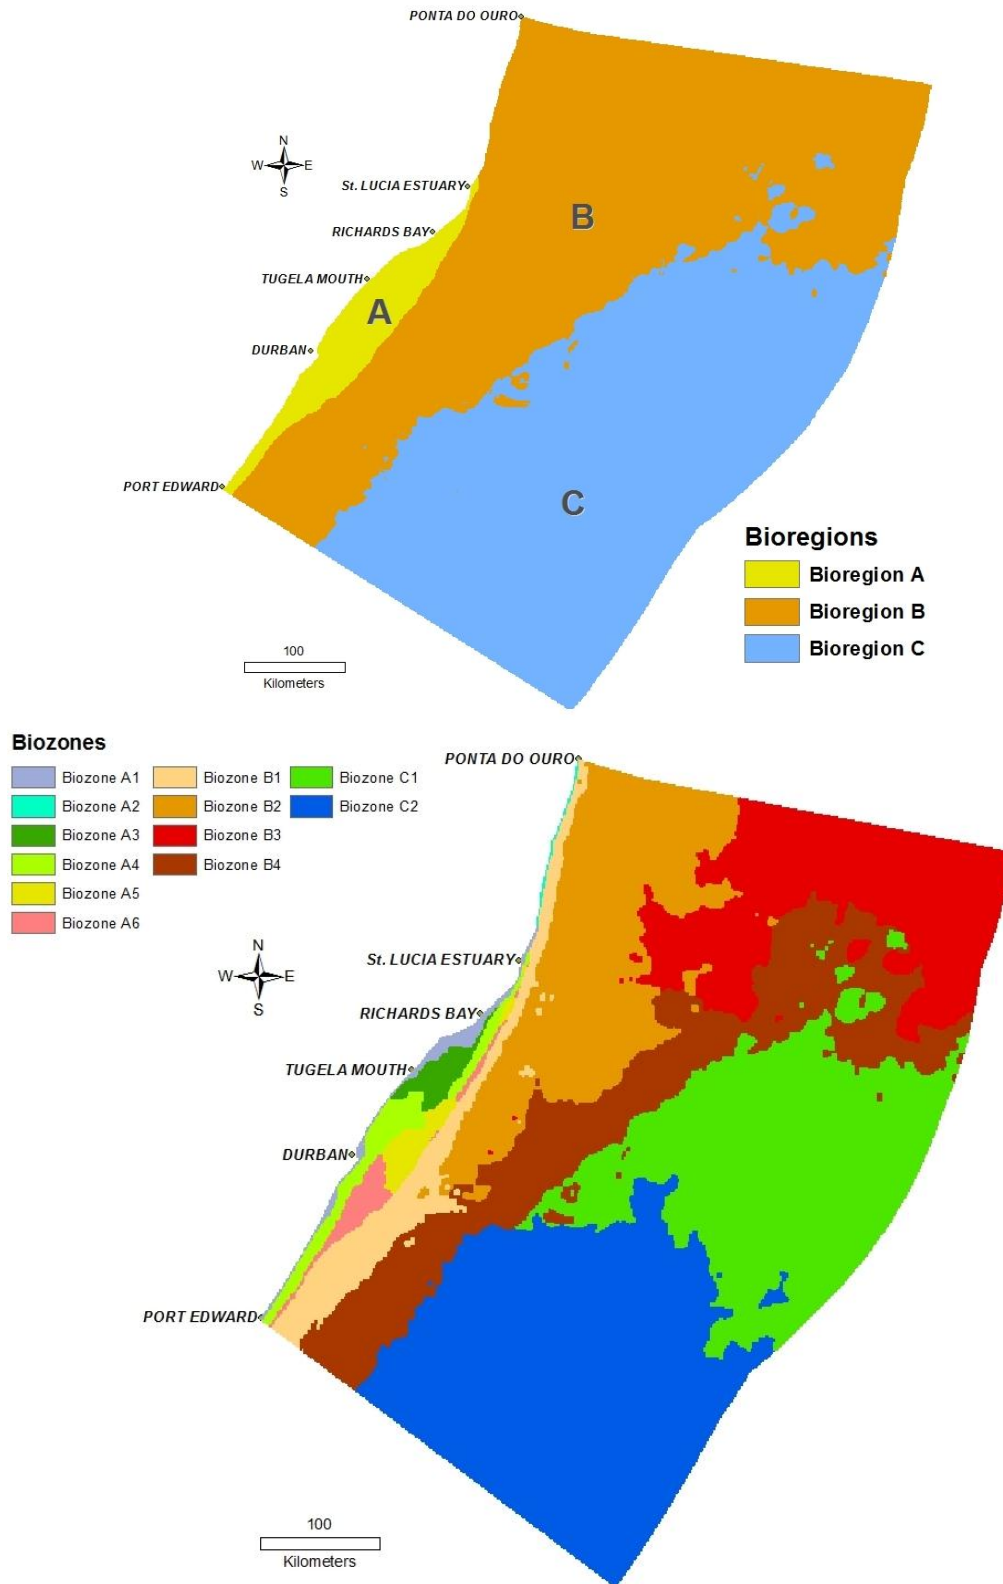 PONTA DO OURO
N
W E
S
St. LUCIA ESTUARY
B
RICHARDS BAY
TUGELA MOUTH
A
DURBAN
PORT EDWARD
C
Bioregions
Bioregion A
Bioregion B
Bioregion C
100
Kilometers
Biozones
Biozone A1 Biozone B1 Biozone C1
Biozone A2 Biozone B2 Biozone C2
Biozone A3 Biozone B3
Biozone A4 Biozone B4
Biozone A5
Biozone A6
PONTA DO OURO
N
W E
S
St. LUCIA ESTUARY
RICHARDS BAY
TUGELA MOUTH
DURBAN
PORT EDWARD
100
Kilometers